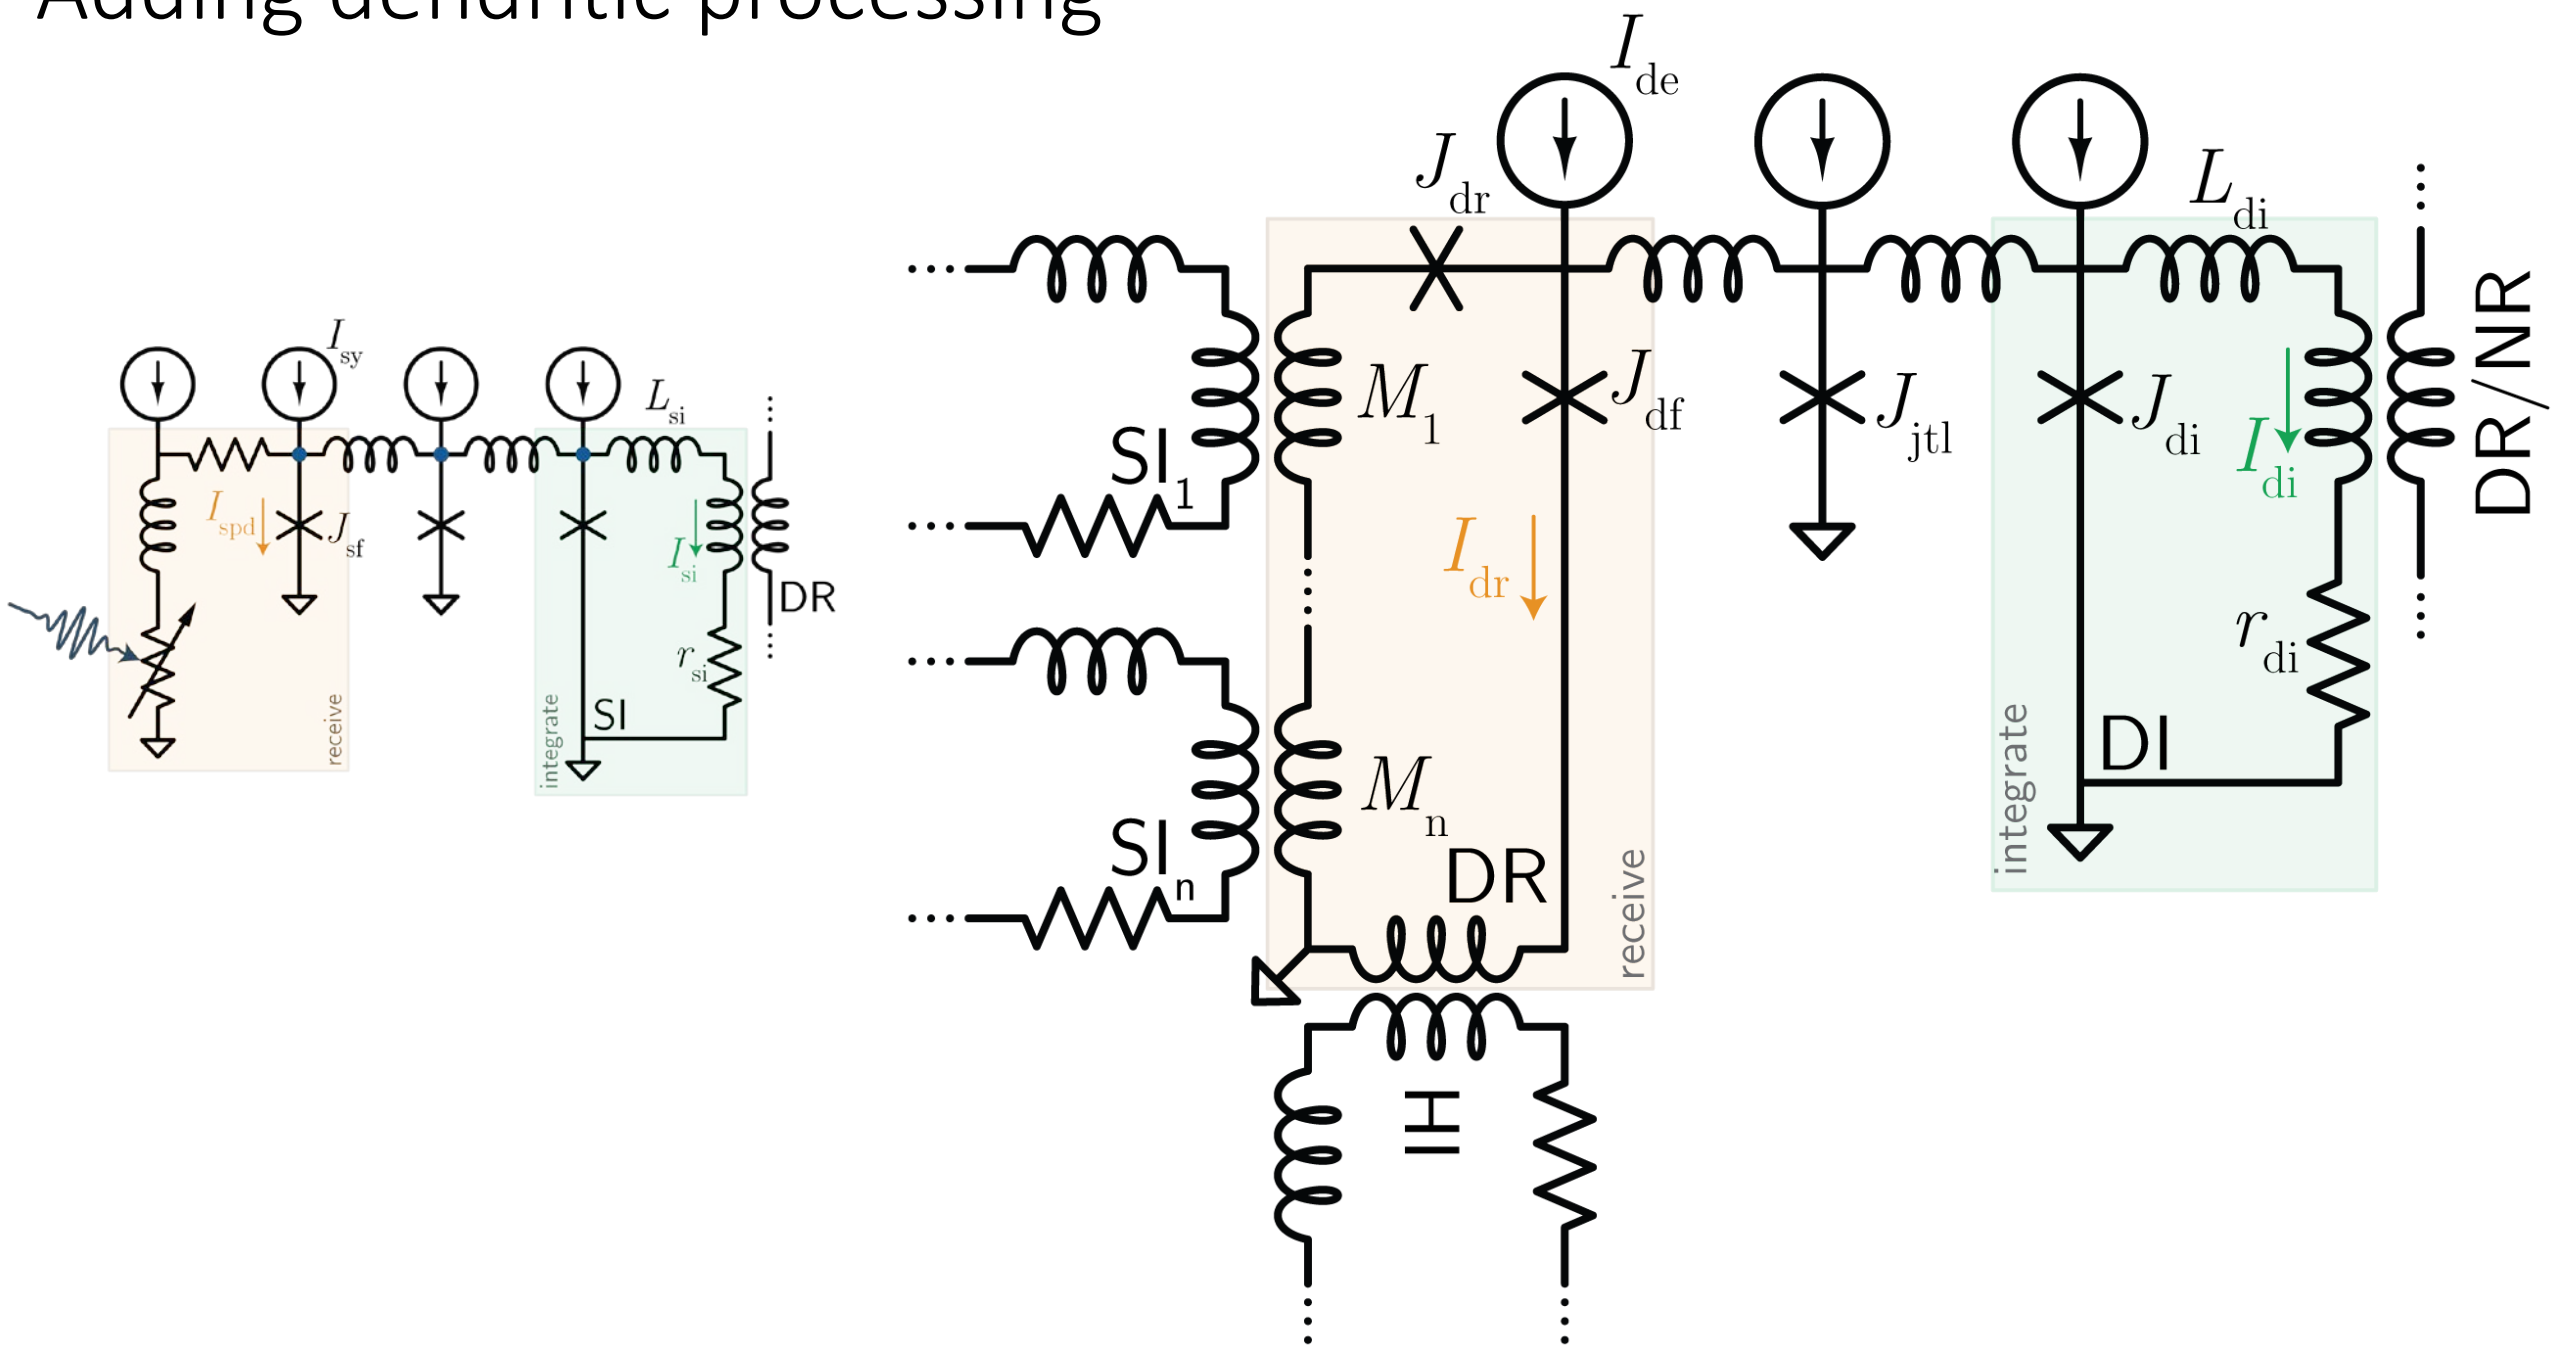 Adding dendritic processing
I_sy
L_si
I_spd
J_sf
I_si
DR
r_si
SI
receive
integrate
I_de
J_dr
L_di
M_1
J_df
J_jtl
J_di
I_di
DR/NR
SI_1
I_dr
r_di
M_n
SI_n
DR
DI
receive
integrate
IH